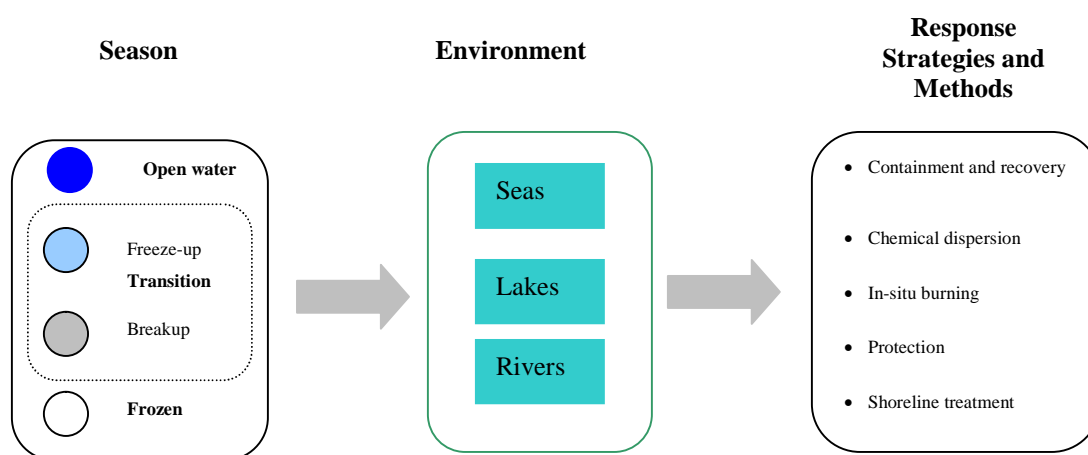 Season
Environment
Response
Strategies and
Methods
Open water
Freeze-up
Transition
Breakup
Frozen
Seas
Lakes
Rivers
• Containment and recovery
• Chemical dispersion
• In-situ burning
• Protection
• Shoreline treatment